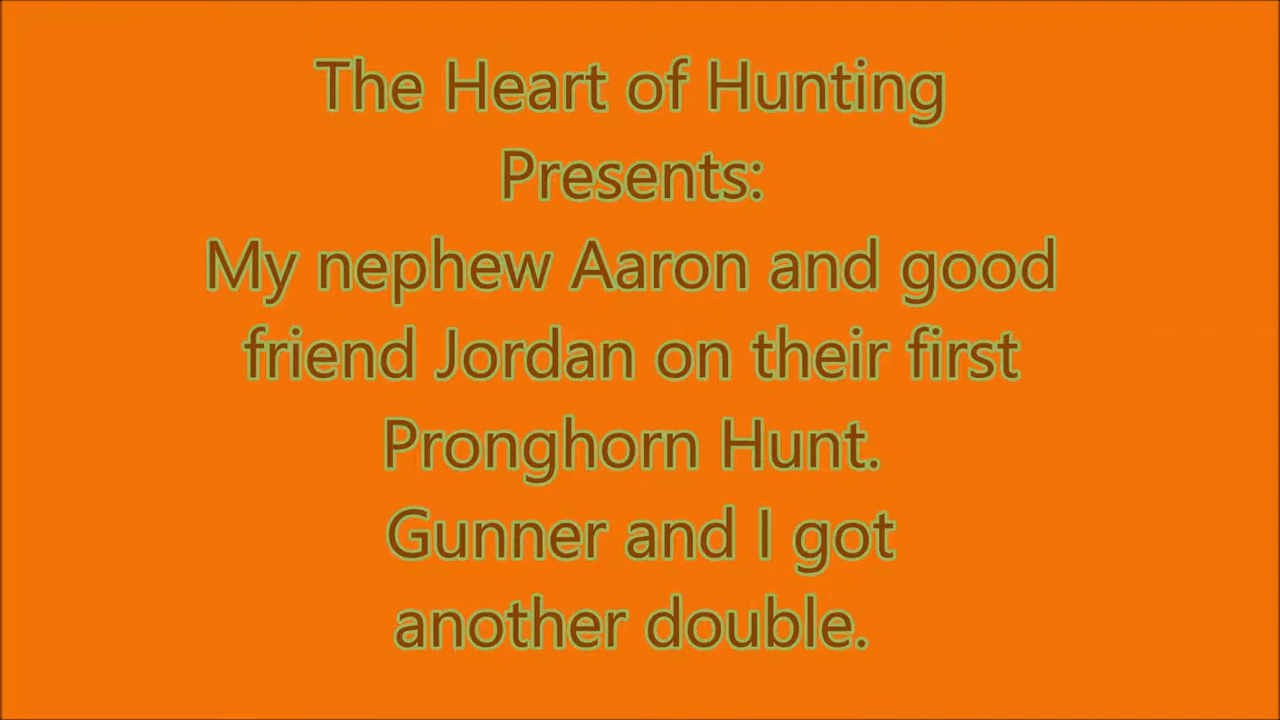 The Heart of Hunting
Presents:
My nephew Aaron and good
friend Jordan on their first
Pronghorn Hunt.
Gunner and I got
another double.